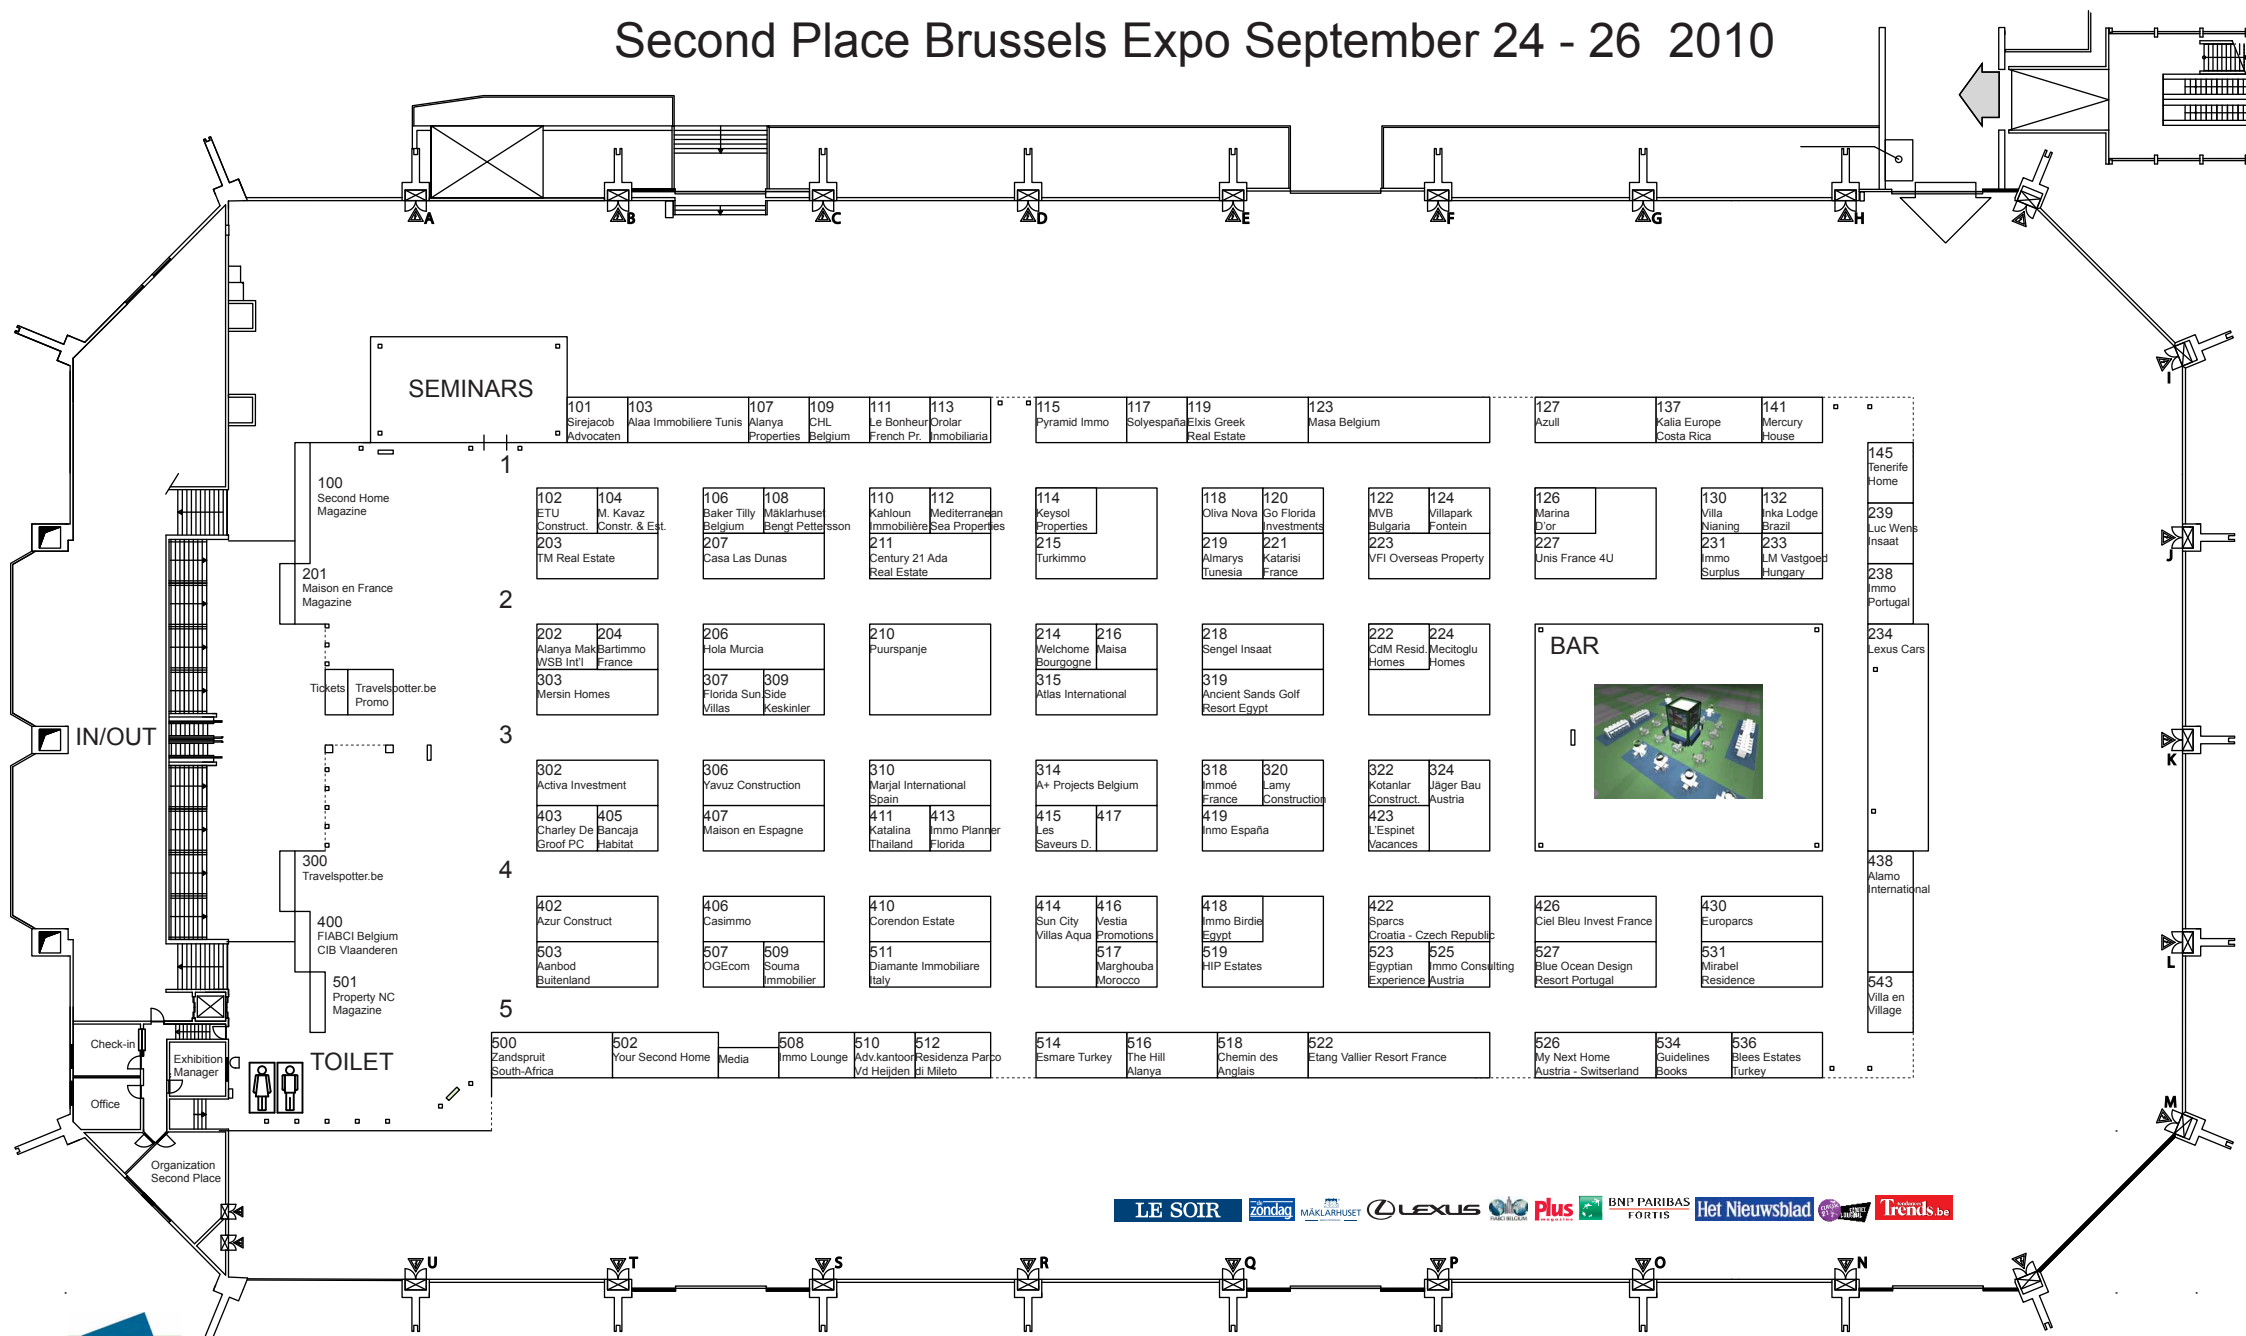 Second Place Brussels Expo September 24 - 26 2010
A
B
C
D
E
F
G
H
I
J
K
L
M
SEMINARS
101
Sirejacob
Advocaten
103
Alaa Immobiliere Tunis
107
Alanya
Properties
109
CHL
Belgium
111
Le Bonheur
French Pr.
113
Orolar
Inmobiliaria
115
Pyramid Immo
117
Solyespaña
119
Elxis Greek
Real Estate
123
Masa Belgium
127
Azull
137
Kalia Europe
Costa Rica
141
Mercury
House
1
100
Second Home
Magazine
102
ETU
Construct.
104
M. Kavaz
Constr. & Est.
203
TM Real Estate
106
Baker Tilly
Belgium
108
Mäklarhuset
Bengt Pettersson
207
Casa Las Dunas
110
Kahloun
Immobilière
112
Mediterranean
Sea Properties
211
Century 21 Ada
Real Estate
114
Keysol
Properties
215
Turkimmo
118
Oliva Nova
120
Go Florida
Investments
219
Almarys
Tunesia
221
Katarisi
France
122
MVB
Bulgaria
124
Villapark
Fontein
223
VFI Overseas Property
126
Marina
D'or
227
Unis France 4U
130
Villa
Nianing
132
Inka Lodge
Brazil
231
Immo
Surplus
233
LM Vastgoed
Hungary
145
Tenerife
Home
239
Luc Wens
Insaat
238
Immo
Portugal
234
Lexus Cars
201
Maison en France
Magazine
2
202
Alanya Mak
WSB Int'l
204
Bartimmo
France
303
Mersin Homes
206
Hola Murcia
307
Florida Sun.
Villas
309
Side
Keskinler
210
Puurspanje
214
Welchome
Bourgogne
216
Maisa
315
Atlas International
218
Sengel Insaat
319
Ancient Sands Golf
Resort Egypt
222
CdM Resid.
Homes
224
Mecitoglu
Homes
BAR
Tickets
Travelspotter.be
Promo
IN/OUT
3
302
Activa Investment
403
Charley De
Groof PC
405
Bancaja
Habitat
306
Yavuz Construction
407
Maison en Espagne
310
Marjal International
Spain
411
Katalina
Thailand
413
Immo Planner
Florida
314
A+ Projects Belgium
415
Les
Saveurs D.
417
318
Immoé
France
320
Lamy
Construction
419
Inmo España
322
Kotanlar
Construct.
324
Jäger Bau
Austria
423
L'Espinet
Vacances
300
Travelspotter.be
4
438
Alamo
International
400
FIABCI Belgium
CIB Vlaanderen
402
Azur Construct
503
Aanbod
Buitenland
406
Casimmo
507
OGEcom
509
Souma
Immobilier
410
Corendon Estate
511
Diamante Immobiliare
Italy
414
Sun City
Villas Aqua
416
Vestia
Promotions
517
Marghouba
Morocco
418
Immo Birdie
Egypt
519
HIP Estates
422
Sparcs
Croatia - Czech Republic
523
Egyptian
Experience
525
Immo Consulting
Austria
426
Ciel Bleu Invest France
527
Blue Ocean Design
Resort Portugal
430
Europarcs
531
Mirabel
Residence
543
Villa en
Village
501
Property NC
Magazine
5
500
Zandspruit
South-Africa
502
Your Second Home
Media
508
Immo Lounge
510
Adv.kantoor
Vd Heijden
512
Residenza Parco
di Mileto
514
Esmare Turkey
516
The Hill
Alanya
518
Chemin des
Anglais
522
Etang Vallier Resort France
526
My Next Home
Austria - Switserland
534
Guidelines
Books
536
Blees Estates
Turkey
Check-in
Exhibition
Manager
TOILET
Office
Organization
Second Place
LE SOIR
de zondag
MÄKLARHUSET
LEXUS
FIABCI BELGIUM
Plus
magazine
BNP PARIBAS
FORTIS
Het Nieuwsblad
Trends.be
U
T
S
R
Q
P
O
N